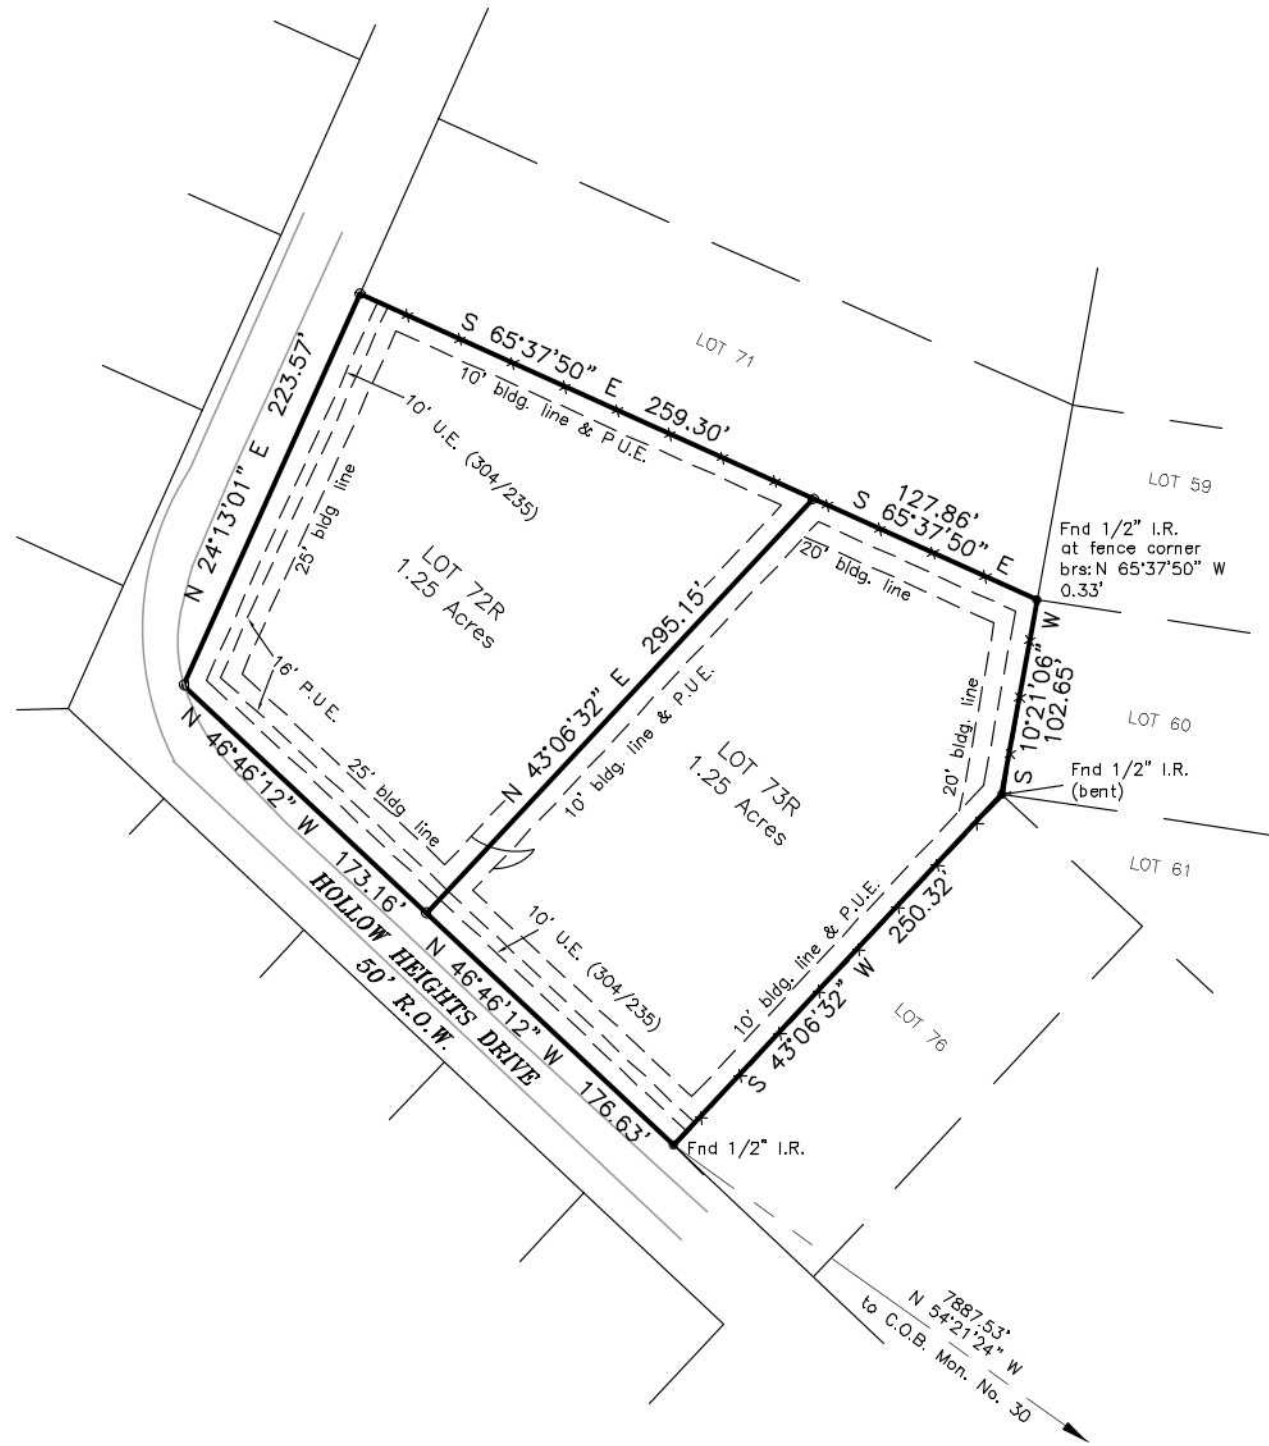 LOT 71
S 65°37'50" E 259.30'
10' bldg. line & P.U.E.
N 24°13'01" E 223.57'
10' U.E. (304/235)
25' bldg line
LOT 72R
1.25 Acres
16' P.U.E.
25' bldg line
N 46°46'12" W 173.16'
N 43°06'32" E 295.15'
127.86'
S 65°37'50" E
20' bldg. line
LOT 59
Fnd 1/2" I.R.
at fence corner
brs: N 65°37'50" W
0.33'
S 10°21'06" W
102.65'
20' bldg. line
LOT 60
Fnd 1/2" I.R.
(bent)
LOT 61
10' bldg. line & P.U.E.
LOT 73R
1.25 Acres
10' bldg. line & P.U.E.
S 43°06'32" W 250.32'
LOT 76
10' U.E. (304/235)
N 46°46'12" W 176.63'
HOLLOW HEIGHTS DRIVE
50' R.O.W.
Fnd 1/2" I.R.
7887.53'
N 54°21'24" W
to C.O.B. Mon. No. 30